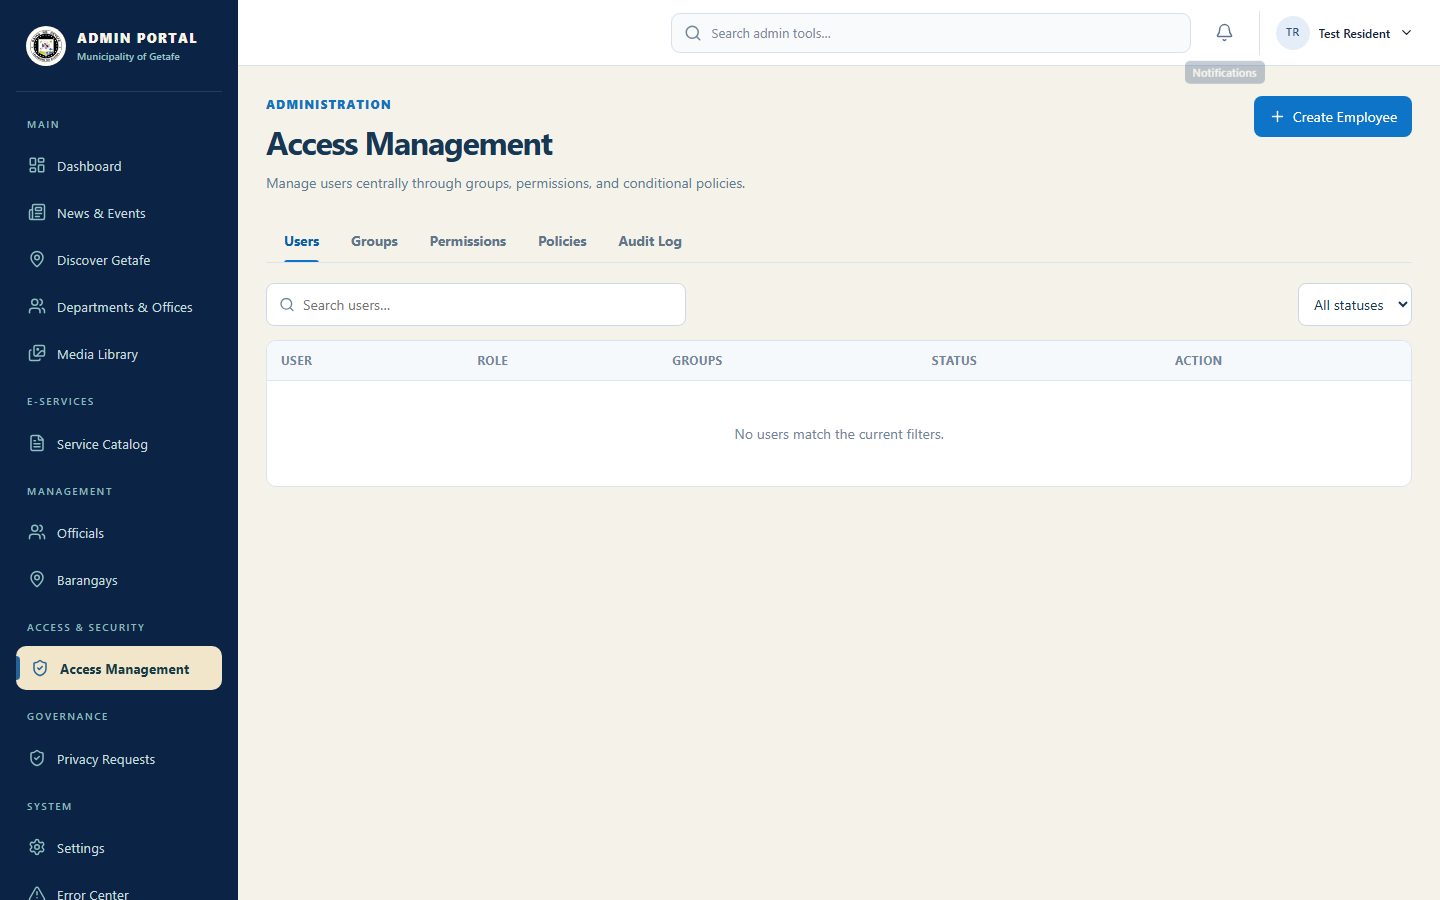 ADMIN PORTAL
Municipality of Getafe
MAIN
Dashboard
News & Events
Discover Getafe
Departments & Offices
Media Library
E-SERVICES
Service Catalog
MANAGEMENT
Officials
Barangays
ACCESS & SECURITY
Access Management
GOVERNANCE
Privacy Requests
SYSTEM
Settings
Error Center
Search admin tools...
TR
Test Resident
Notifications
ADMINISTRATION
Access Management
Manage users centrally through groups, permissions, and conditional policies.
Create Employee
Users Groups Permissions Policies Audit Log
Search users...
All statuses
USER ROLE GROUPS STATUS ACTION
No users match the current filters.